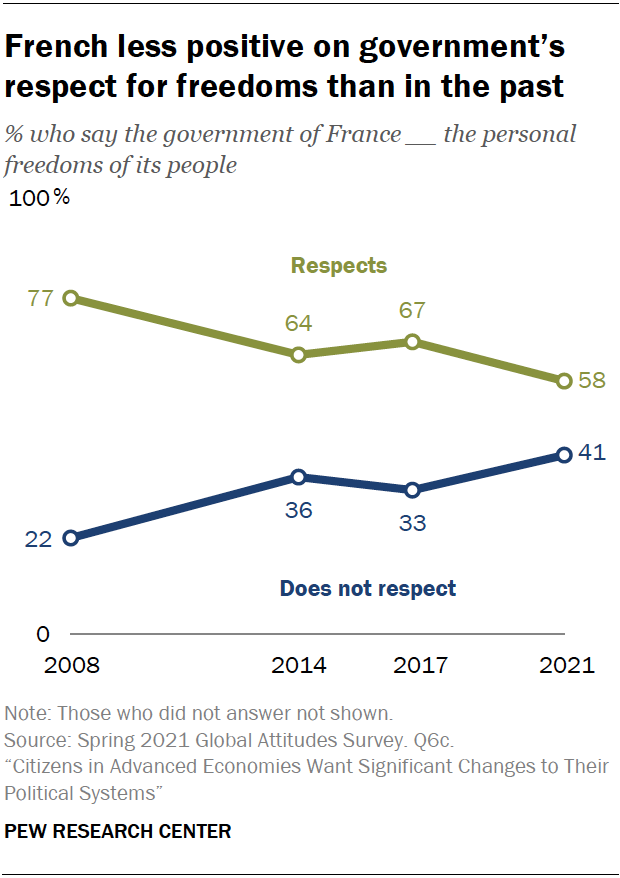 French less positive on government's
respect for freedoms than in the past
% who say the government of France __ the personal
freedoms of its people
100%
Respects
77
64
67
58
41
36
33
22
Does not respect
0
2008 2014 2017 2021
Note: Those who did not answer not shown.
Source: Spring 2021 Global Attitudes Survey. Q6c.
“Citizens in Advanced Economies Want Significant Changes to Their
Political Systems”
PEW RESEARCH CENTER